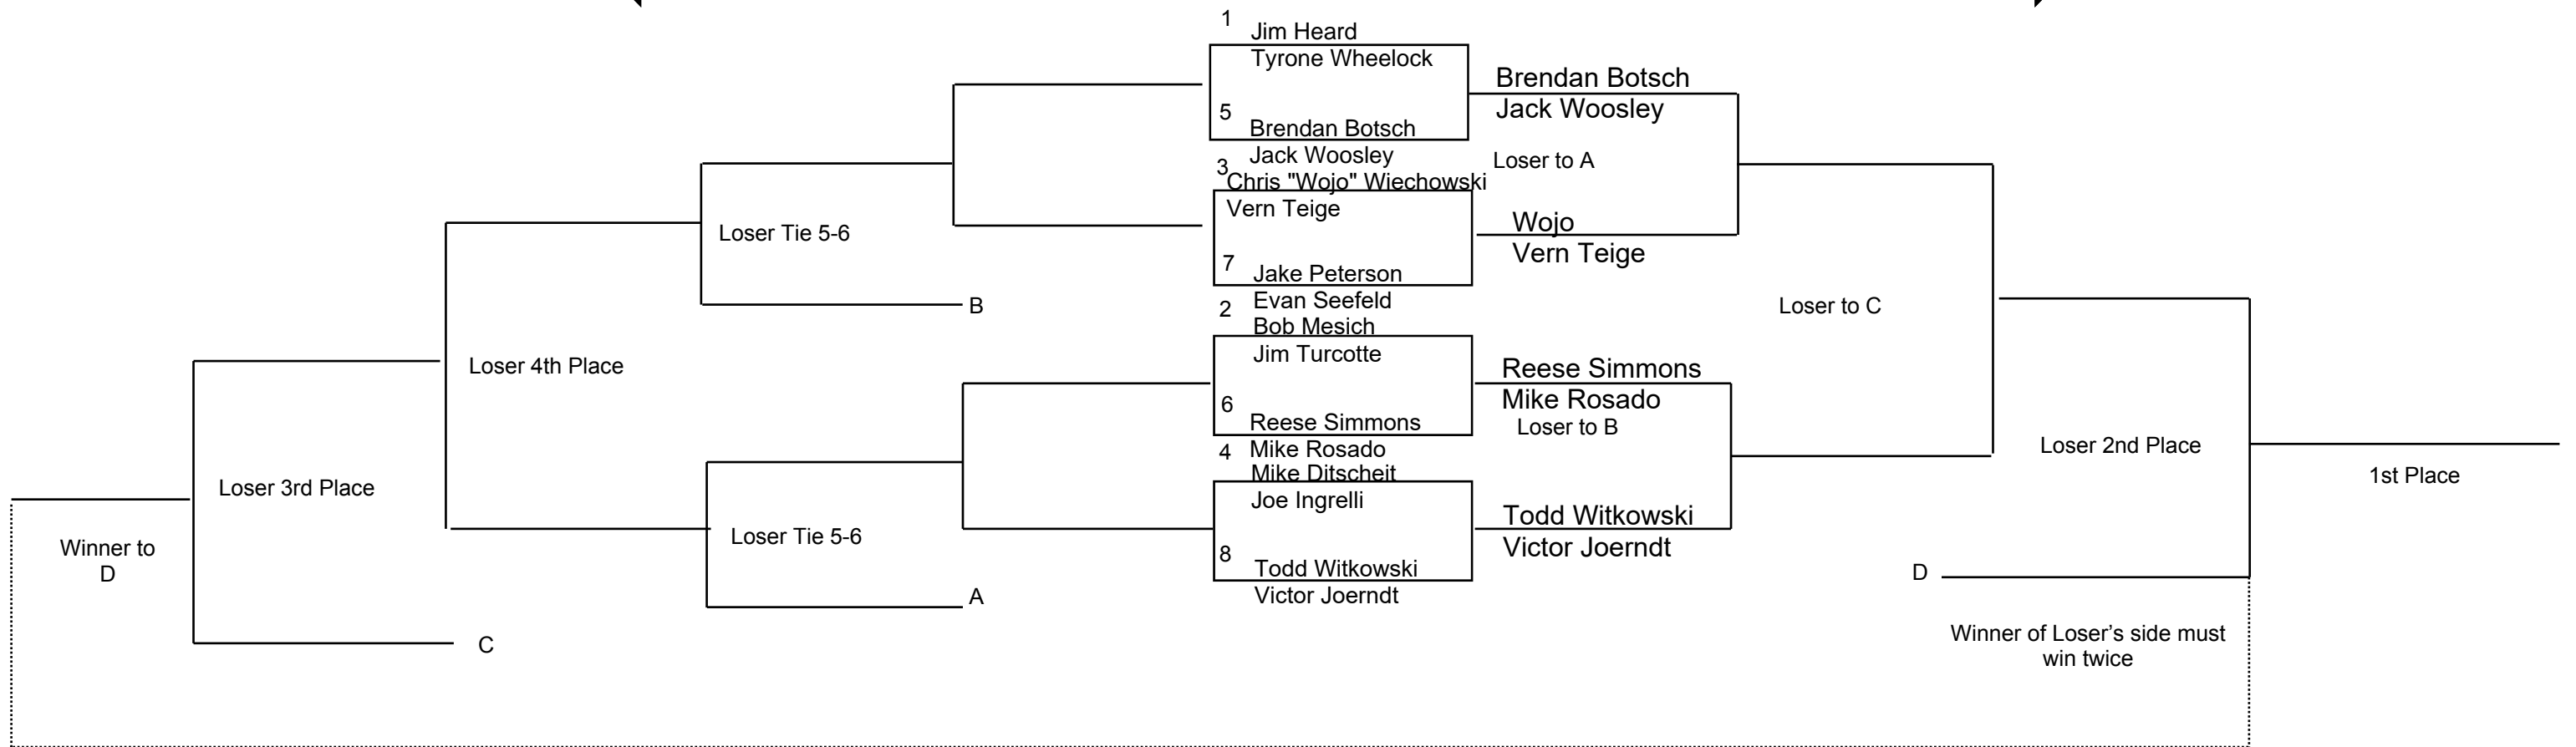 1
Jim Heard
Tyrone Wheelock
5
Brendan Botsch
Jack Woosley
3
Chris "Wojo" Wiechowski
Vern Teige
7
Jake Peterson
Evan Seefeld
2
Bob Mesich
Jim Turcotte
6
Reese Simmons
Mike Rosado
4
Mike Ditscheit
Joe Ingrelli
8
Todd Witkowski
Victor Joerndt
Brendan Botsch
Jack Woosley
Loser to A
Wojo
Vern Teige
Reese Simmons
Mike Rosado
Loser to B
Todd Witkowski
Victor Joerndt
Loser to C
Loser 2nd Place
1st Place
D
Winner of Loser’s side must
win twice
Loser Tie 5-6
B
Loser 4th Place
Loser Tie 5-6
A
Loser 3rd Place
C
Winner to
D